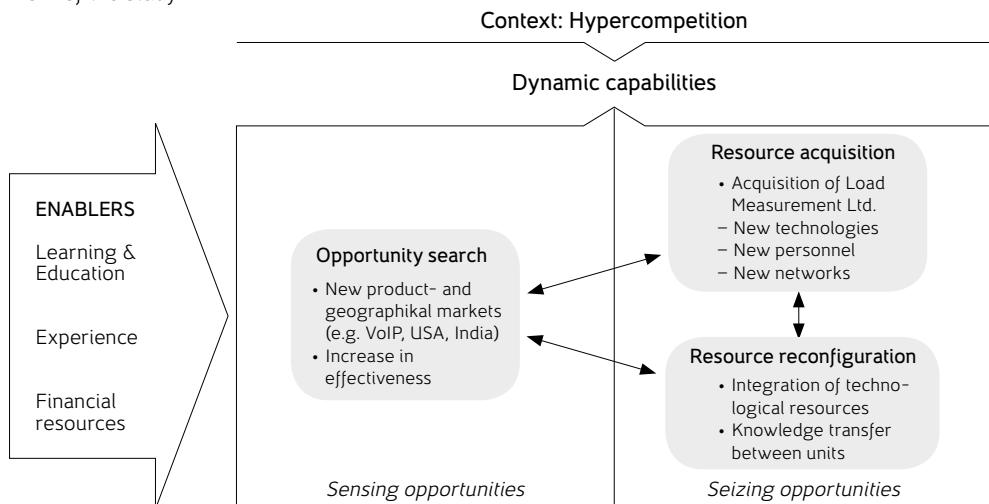 Context: Hypercompetition
Dynamic capabilities
ENABLERS
Learning &
Education
Experience
Financial
resources
Opportunity search
• New product- and
geographikal markets
(e.g. VoIP, USA, India)
• Increase in
effectiveness
Sensing opportunities
Resource acquisition
• Acquisition of Load
Measurement Ltd.
– New technologies
– New personnel
– New networks
Resource reconfiguration
• Integration of techno-
logical resources
• Knowledge transfer
between units
Seizing opportunities